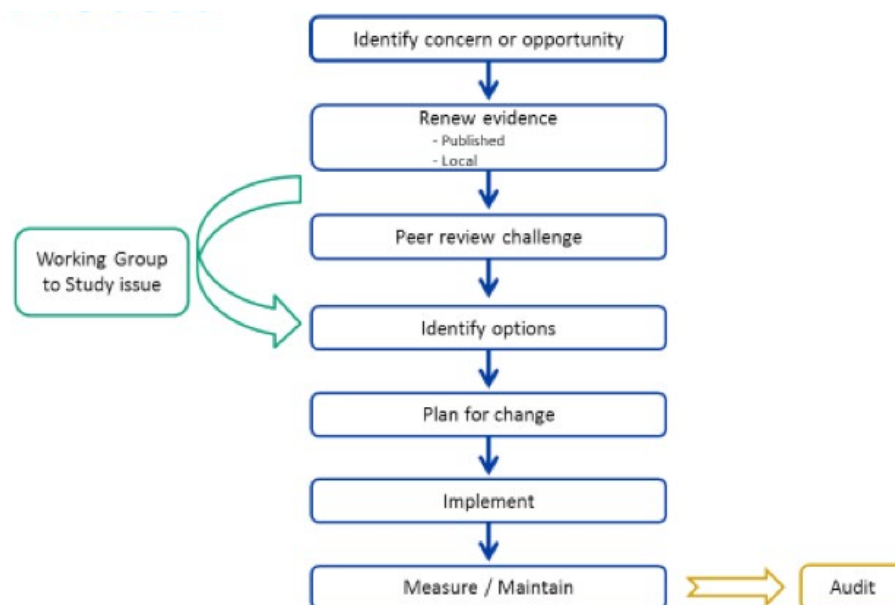 Identify concern or opportunity
Renew evidence
- Published
- Local
Peer review challenge
Working Group
to Study issue
Identify options
Plan for change
Implement
Measure / Maintain
Audit